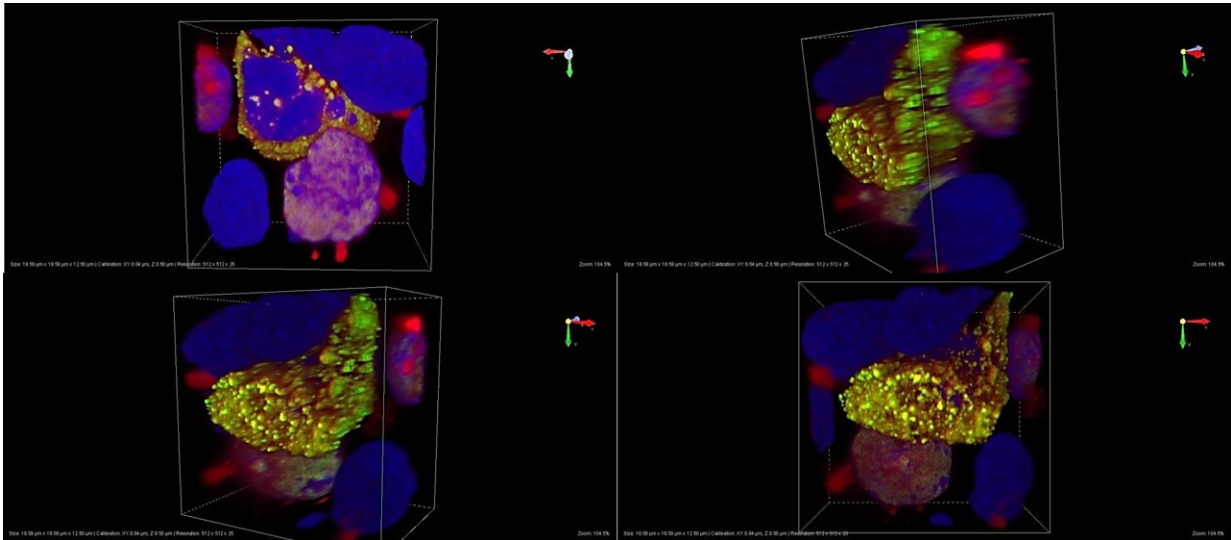 Size: 18.59 µm x 18.59 µm x 12.50 µm | Calibration: XY: 0.04 µm, Z: 0.50 µm | Resolution: 512 x 512 x 25
Zoom: 104.5%
Size: 18.59 µm x 18.59 µm x 12.50 µm | Calibration: XY: 0.04 µm, Z: 0.50 µm | Resolution: 512 x 512 x 25
Zoom: 104.5%
Size: 18.59 µm x 18.59 µm x 12.50 µm | Calibration: XY: 0.04 µm, Z: 0.50 µm | Resolution: 512 x 512 x 25
Zoom: 104.5%
Size: 18.59 µm x 18.59 µm x 12.50 µm | Calibration: XY: 0.04 µm, Z: 0.50 µm | Resolution: 512 x 512 x 25
Zoom: 104.5%